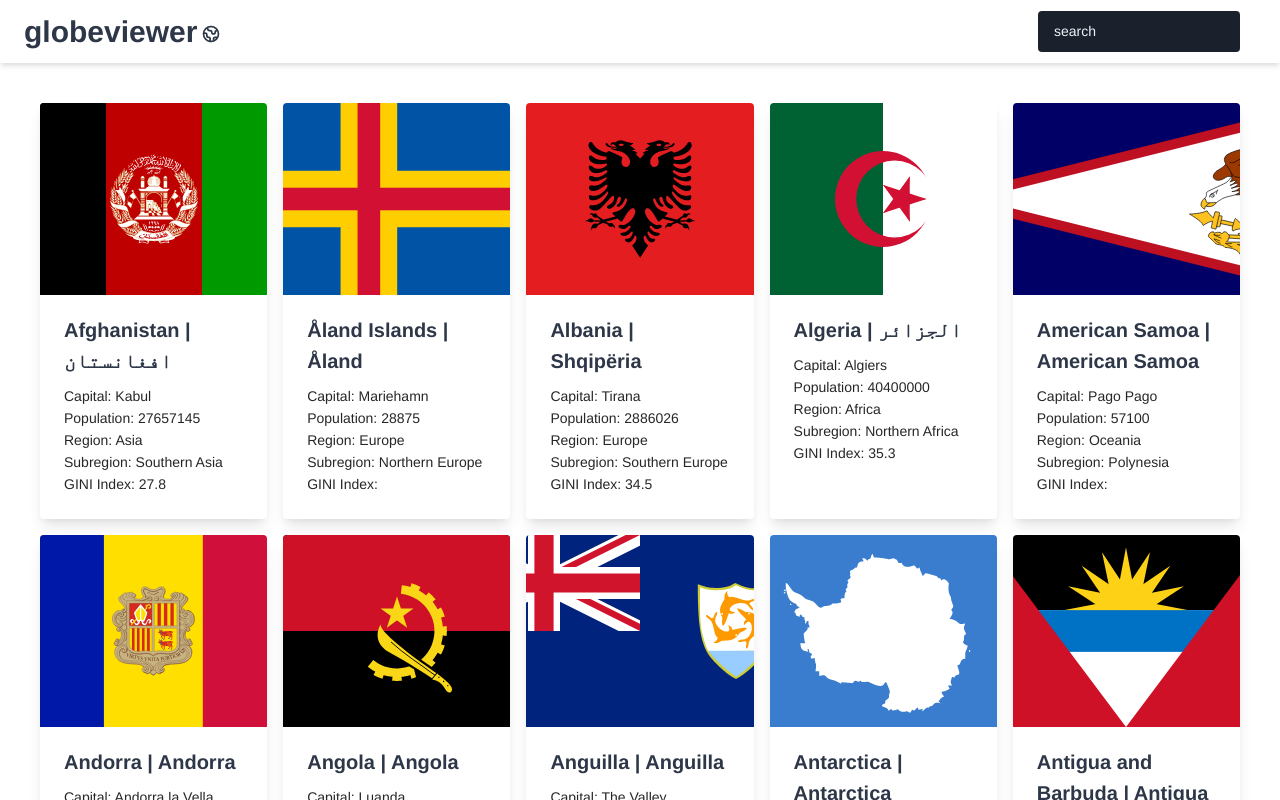 globeviewer
search
Afghanistan |
افغانستان
Capital: Kabul
Population: 27657145
Region: Asia
Subregion: Southern Asia
GINI Index: 27.8
Åland Islands |
Åland
Capital: Mariehamn
Population: 28875
Region: Europe
Subregion: Northern Europe
GINI Index:
Albania |
Shqipëria
Capital: Tirana
Population: 2886026
Region: Europe
Subregion: Southern Europe
GINI Index: 34.5
Algeria | الجزائر
Capital: Algiers
Population: 40400000
Region: Africa
Subregion: Northern Africa
GINI Index: 35.3
American Samoa |
American Samoa
Capital: Pago Pago
Population: 57100
Region: Oceania
Subregion: Polynesia
GINI Index:
Andorra | Andorra
Capital: Andorra la Vella
Angola | Angola
Capital: Luanda
Anguilla | Anguilla
Capital: The Valley
Antarctica |
Antarctica
Antigua and
Barbuda | Antigua